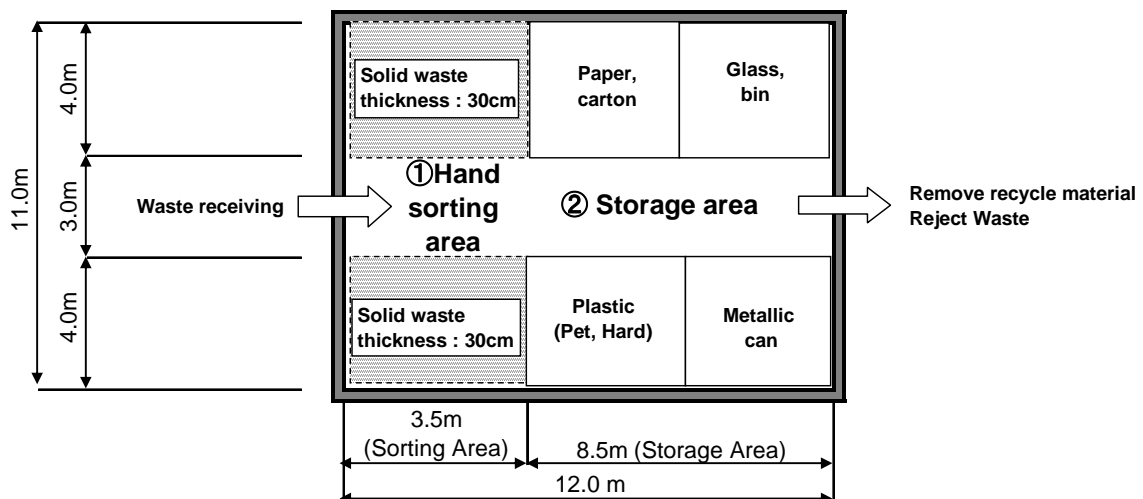 11.0m
4.0m
3.0m
4.0m
Solid waste
thickness : 30cm
Paper,
carton
Glass,
bin
Waste receiving
①Hand
sorting
area
② Storage area
Remove recycle material
Reject Waste
Solid waste
thickness : 30cm
Plastic
(Pet, Hard)
Metallic
can
3.5m
(Sorting Area)
8.5m (Storage Area)
12.0 m